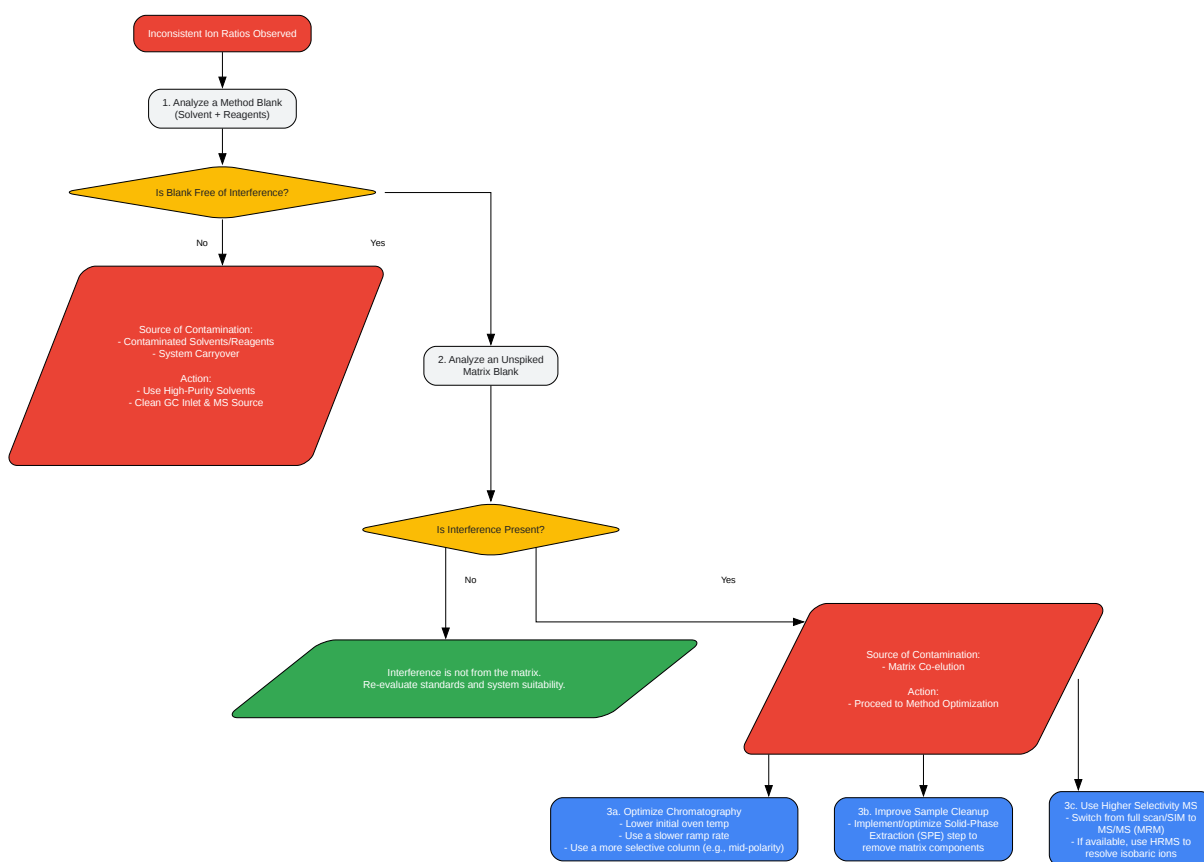 Inconsistent Ion Ratios Observed
1. Analyze a Method Blank
(Solvent + Reagents)
Is Blank Free of Interference?
No
Yes
Source of Contamination:
- Contaminated Solvents/Reagents
- System Carryover
Action:
- Use High-Purity Solvents
- Clean GC Inlet & MS Source
2. Analyze an Unspiked
Matrix Blank
Is Interference Present?
No
Yes
Interference is not from the matrix.
Re-evaluate standards and system suitability.
Source of Contamination:
- Matrix Co-elution
Action:
- Proceed to Method Optimization
3a. Optimize Chromatography
- Lower initial oven temp
- Use a slower ramp rate
- Use a more selective column (e.g., mid-polarity)
3b. Improve Sample Cleanup
- Implement/optimize Solid-Phase
Extraction (SPE) step to
remove matrix components
3c. Use Higher Selectivity MS
- Switch from full scan/SIM to
MS/MS (MRM)
- If available, use HRMS to
resolve isobaric ions